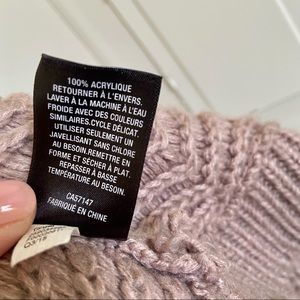 100% ACRYLIQUE
RETOURNER À L'ENVERS.
LAVER À LA MACHINE À L'EAU
FROIDE AVEC DES COULEURS
SIMILAIRES.CYCLE DÉLICAT.
UTILISER SEULEMENT UN
JAVELLISANT SANS CHLORE
AU BESOIN.REMETTRE EN
FORME ET SÉCHER À PLAT.
REPASSER À BASSE
TEMPÉRATURE AU BESOIN.
CA57147
FABRIQUÉ EN CHINE
Q3/18